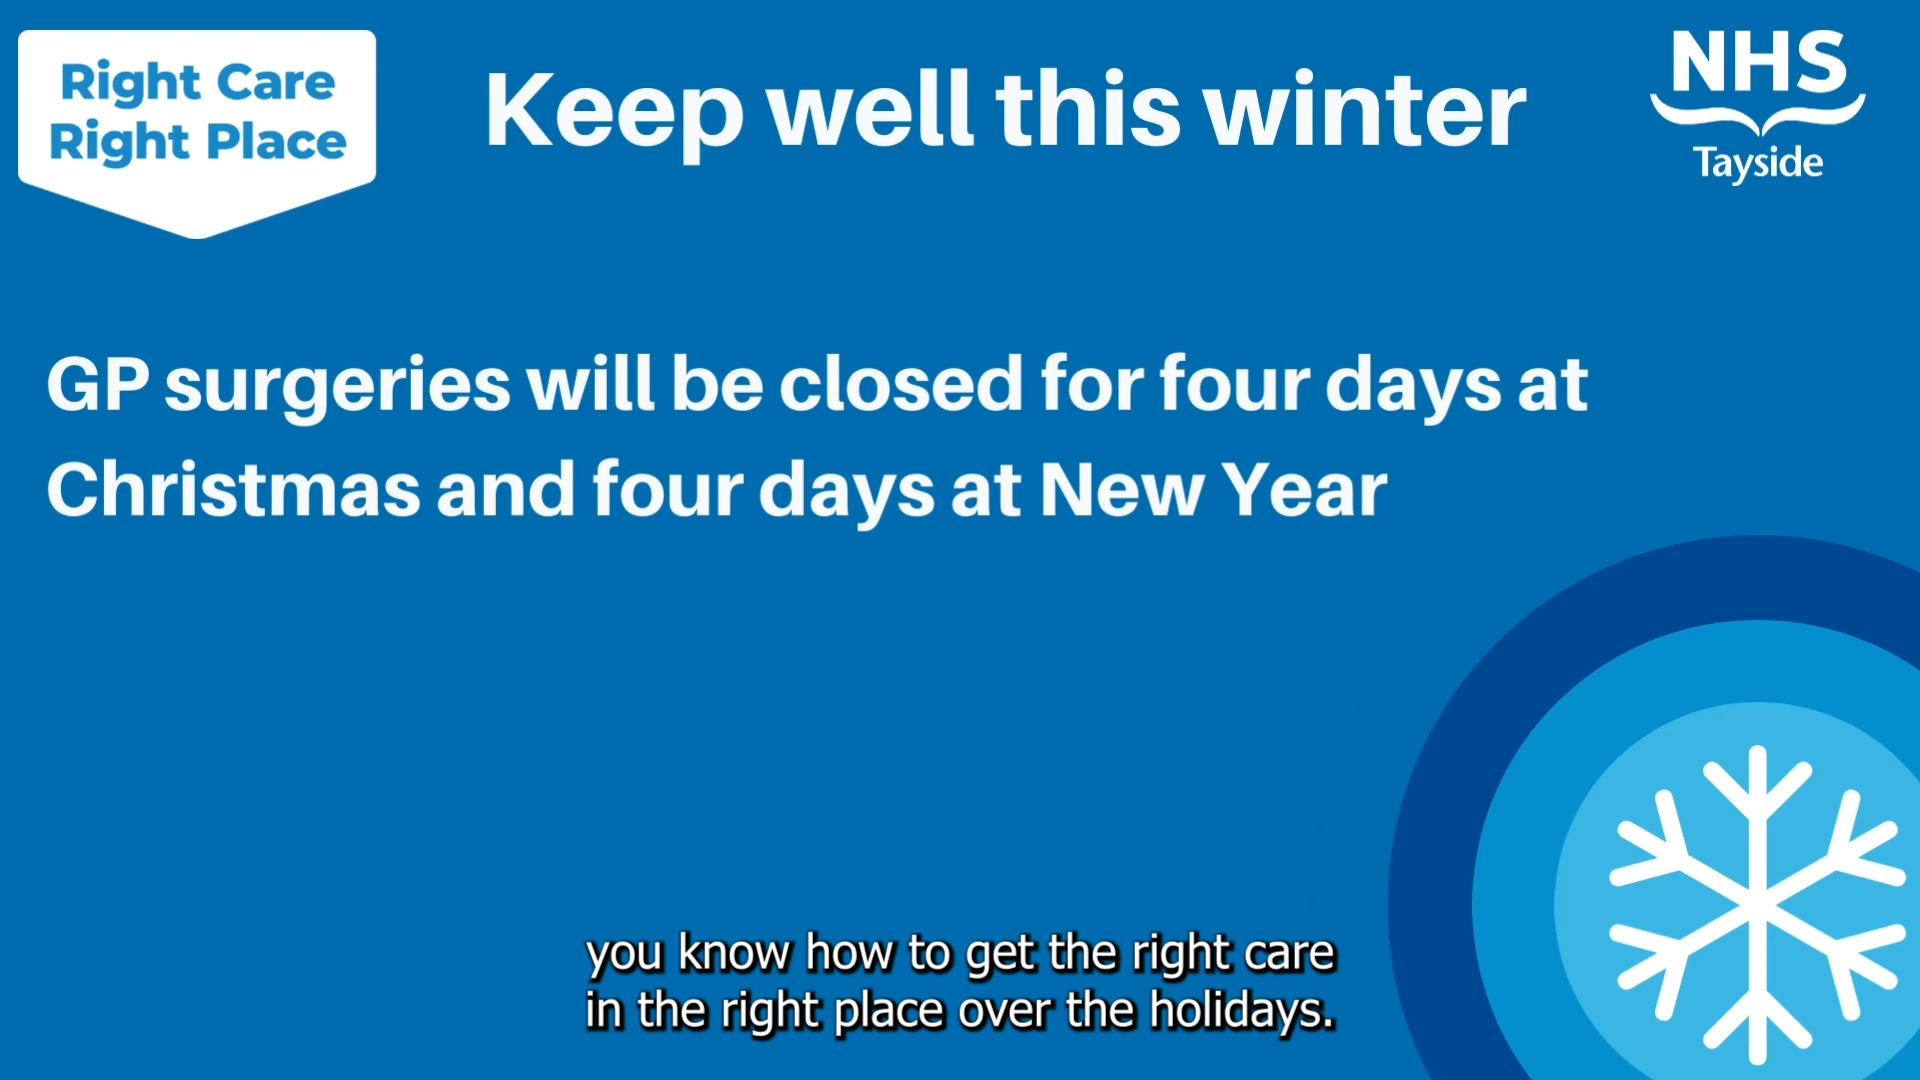 Right Care
Right Place
Keep well this winter
NHS
Tayside
GP surgeries will be closed for four days at
Christmas and four days at New Year
you know how to get the right care
in the right place over the holidays.